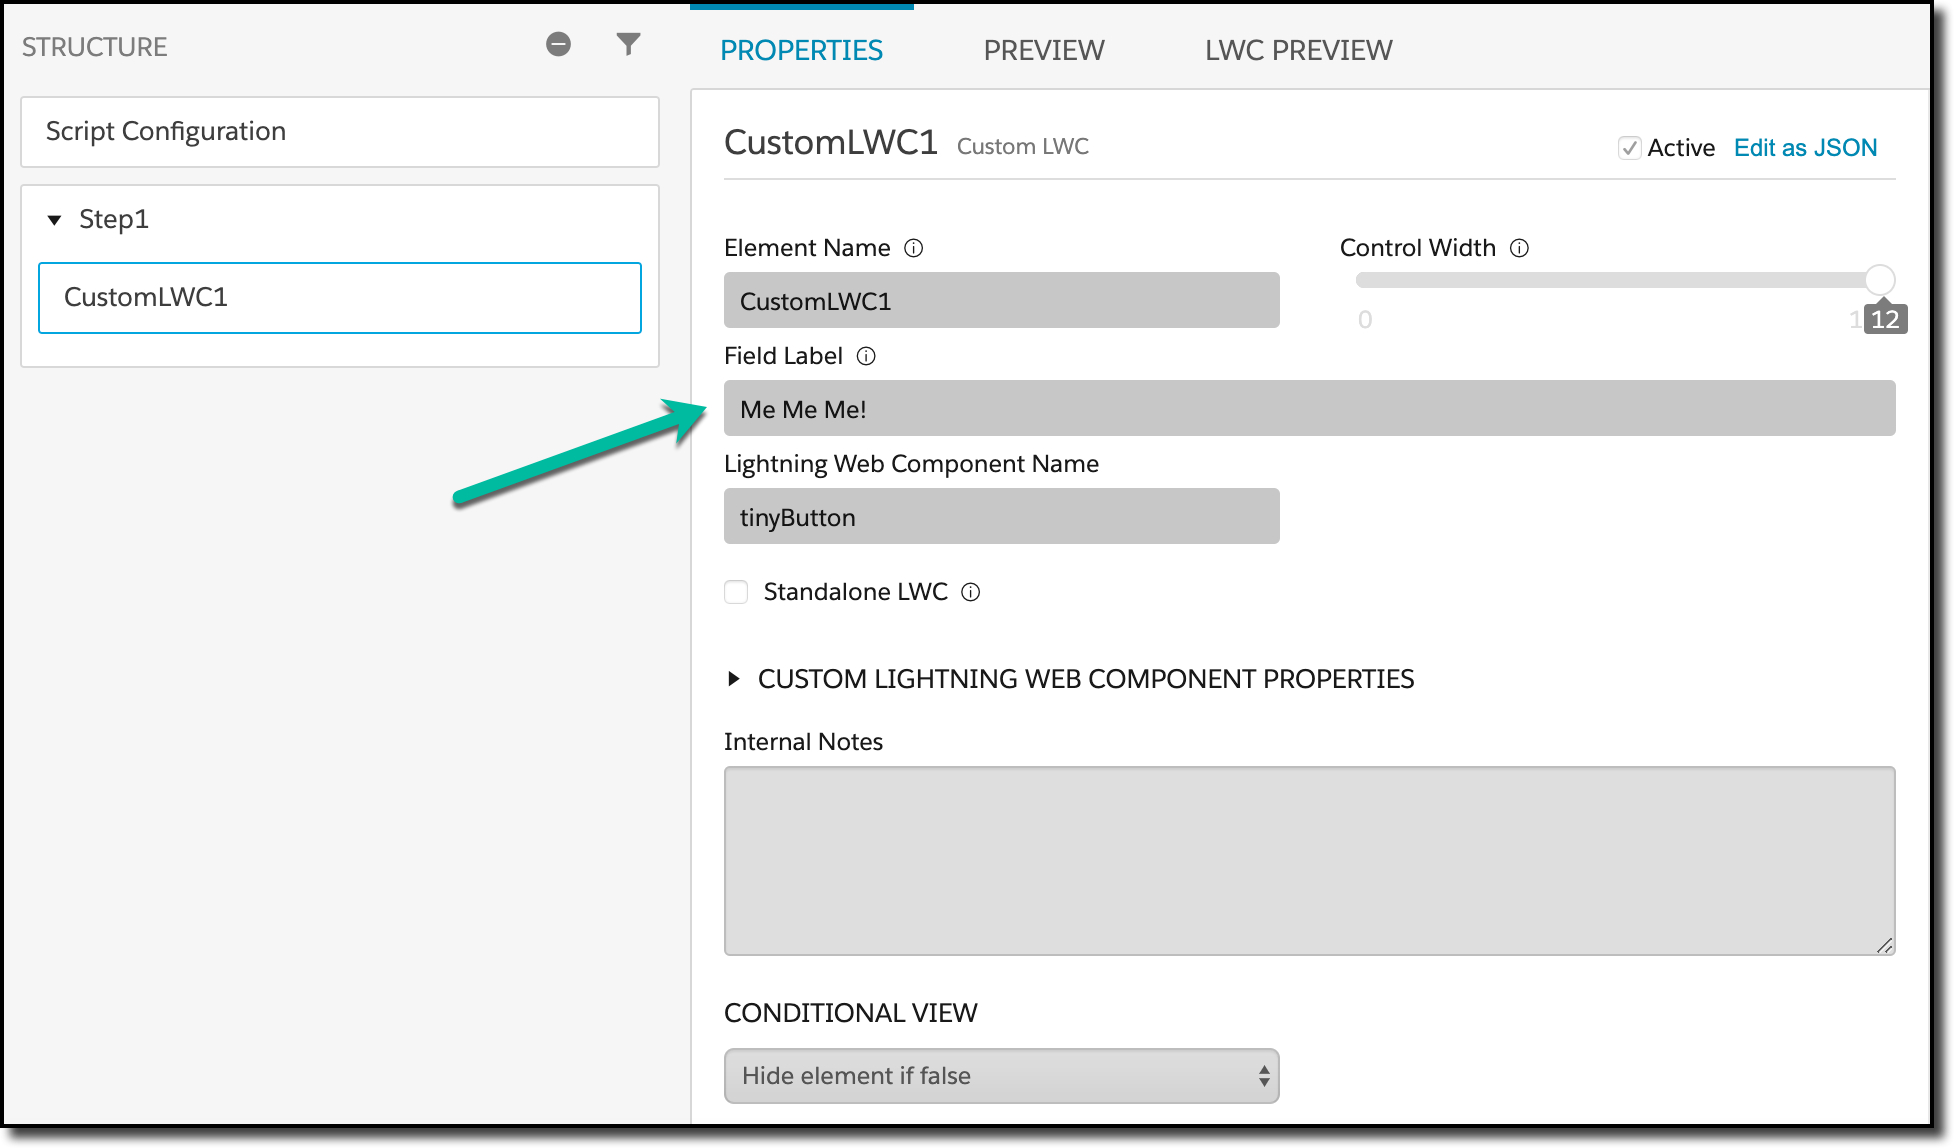 STRUCTURE
Script Configuration
Step1
CustomLWC1
PROPERTIES PREVIEW LWC PREVIEW
CustomLWC1 Custom LWC
Active Edit as JSON
Element Name
CustomLWC1
Control Width
0 1 12
Field Label
Me Me Me!
Lightning Web Component Name
tinyButton
Standalone LWC
CUSTOM LIGHTNING WEB COMPONENT PROPERTIES
Internal Notes
CONDITIONAL VIEW
Hide element if false